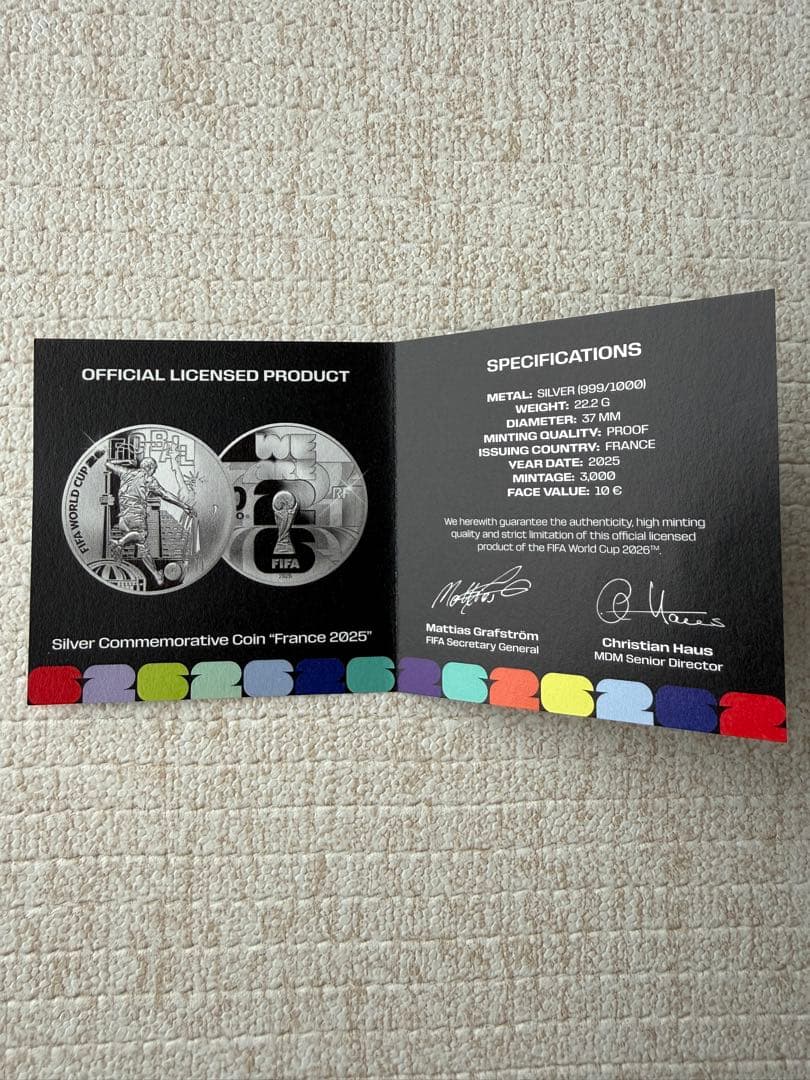 OFFICIAL LICENSED PRODUCT
FIFA WORLD CUP
WE
ARE
26
FIFA
2025
Silver Commemorative Coin “France 2025”
SPECIFICATIONS
METAL: SILVER (999/1000)
WEIGHT: 22.2 G
DIAMETER: 37 MM
MINTING QUALITY: PROOF
ISSUING COUNTRY: FRANCE
YEAR DATE: 2025
MINTAGE: 3,000
FACE VALUE: 10 €
We herewith guarantee the authenticity, high minting
quality and strict limitation of this official licensed
product of the FIFA World Cup 2026™.
Mattias Grafström
FIFA Secretary General
Christian Haus
MDM Senior Director